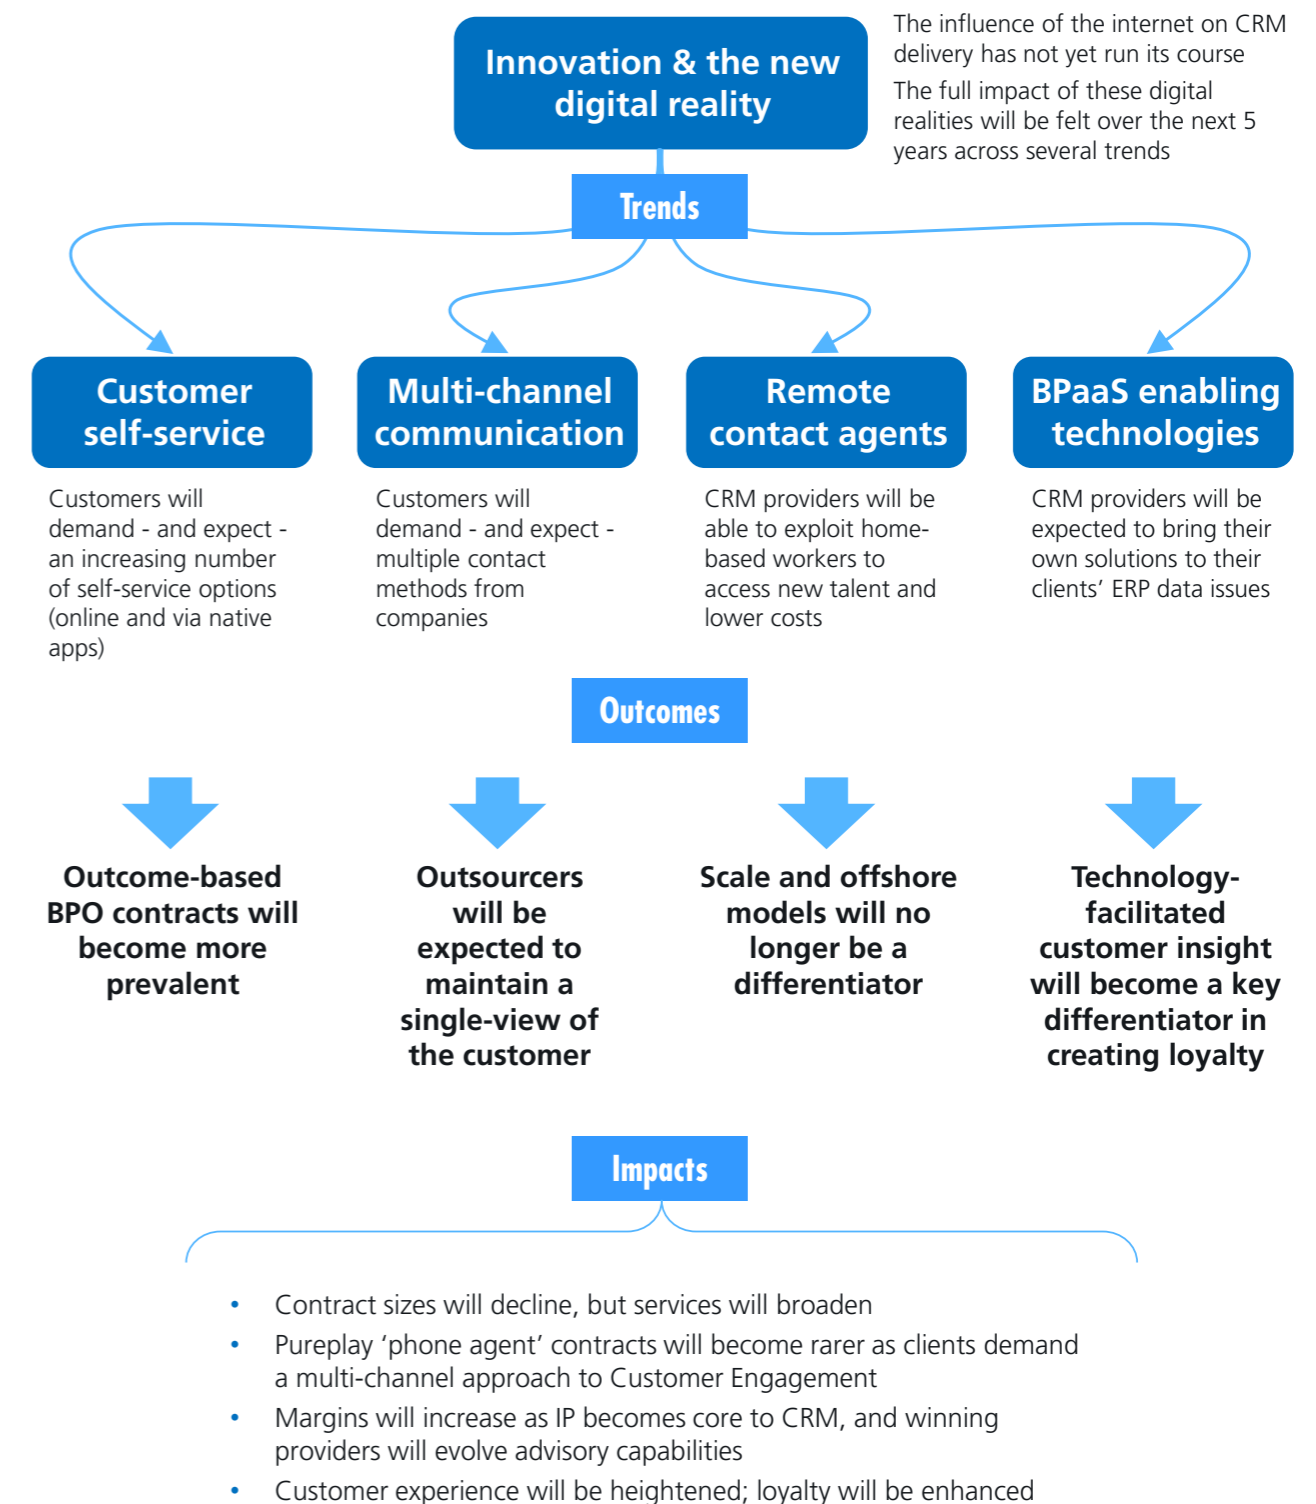 Innovation & the new
digital reality
The influence of the internet on CRM
delivery has not yet run its course
The full impact of these digital
realities will be felt over the next 5
years across several trends
Trends
Customer
self-service
Customers will
demand - and expect -
an increasing number
of self-service options
(online and via native
apps)
Multi-channel
communication
Customers will
demand - and expect -
multiple contact
methods from
companies
Remote
contact agents
CRM providers will be
able to exploit home-
based workers to
access new talent and
lower costs
BPaaS enabling
technologies
CRM providers will be
expected to bring their
own solutions to their
clients’ ERP data issues
Outcomes
Outcome-based
BPO contracts will
become more
prevalent
Outsourcers
will be
expected to
maintain a
single-view of
the customer
Scale and offshore
models will no
longer be a
differentiator
Technology-
facilitated
customer insight
will become a key
differentiator in
creating loyalty
Impacts
• Contract sizes will decline, but services will broaden
• Pureplay ‘phone agent’ contracts will become rarer as clients demand
a multi-channel approach to Customer Engagement
• Margins will increase as IP becomes core to CRM, and winning
providers will evolve advisory capabilities
• Customer experience will be heightened; loyalty will be enhanced